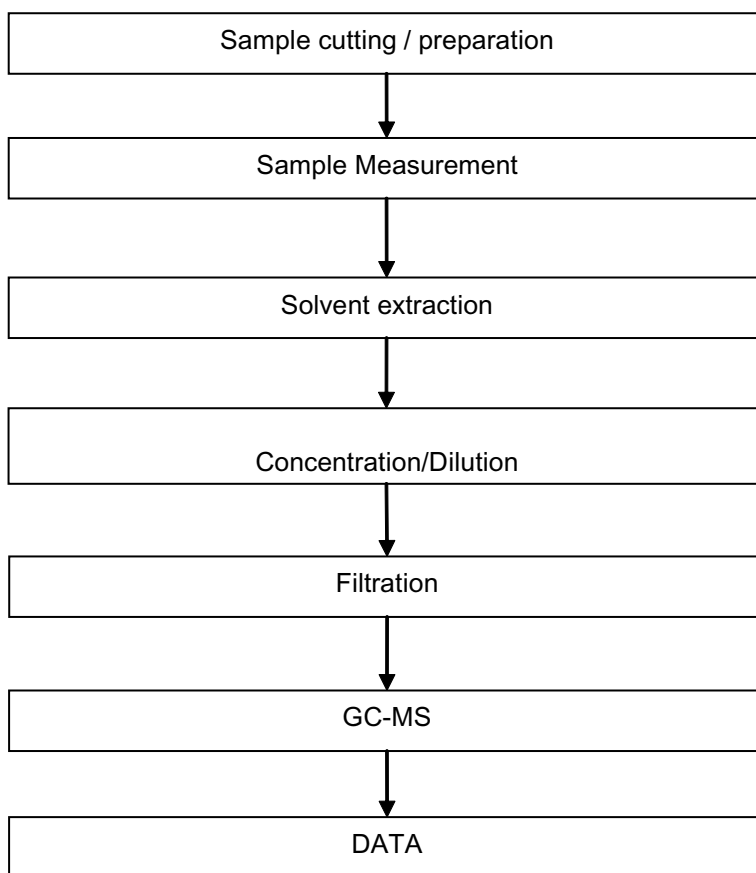 Sample cutting / preparation
Sample Measurement
Solvent extraction
Concentration/Dilution
Filtration
GC-MS
DATA